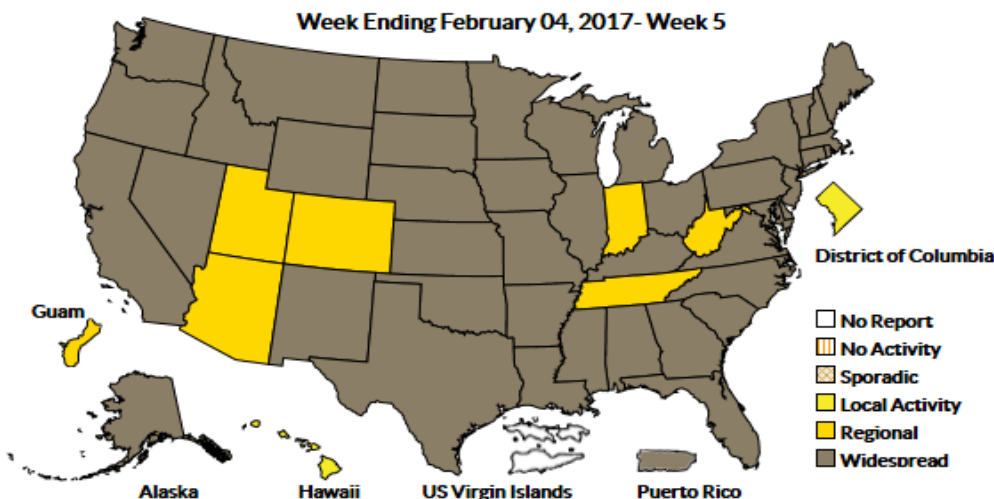 Week Ending February 04, 2017- Week 5
District of Columbia
Guam
No Report
No Activity
Sporadic
Local Activity
Regional
Widespread
Alaska
Hawaii
US Virgin Islands
Puerto Rico